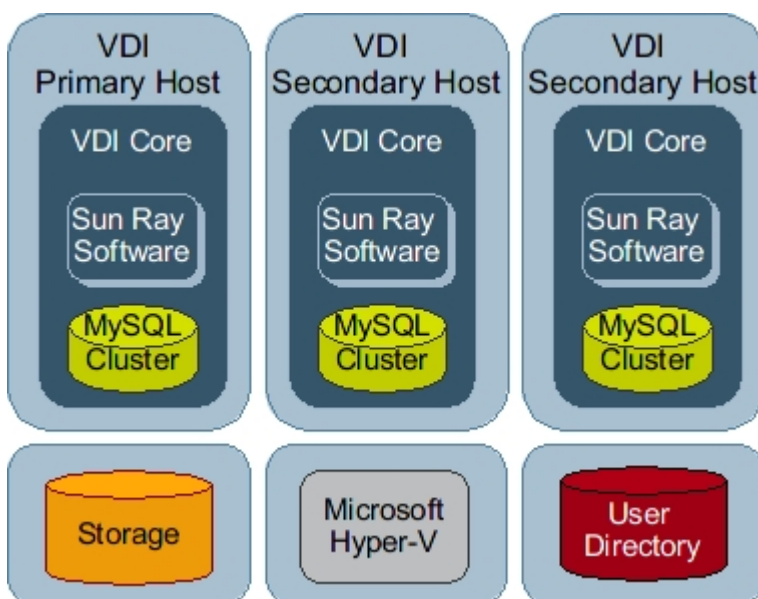 VDI
Primary Host
VDI Core
Sun Ray
Software
MySQL
Cluster
VDI
Secondary Host
VDI Core
Sun Ray
Software
MySQL
Cluster
VDI
Secondary Host
VDI Core
Sun Ray
Software
MySQL
Cluster
Storage
Microsoft
Hyper-V
User
Directory